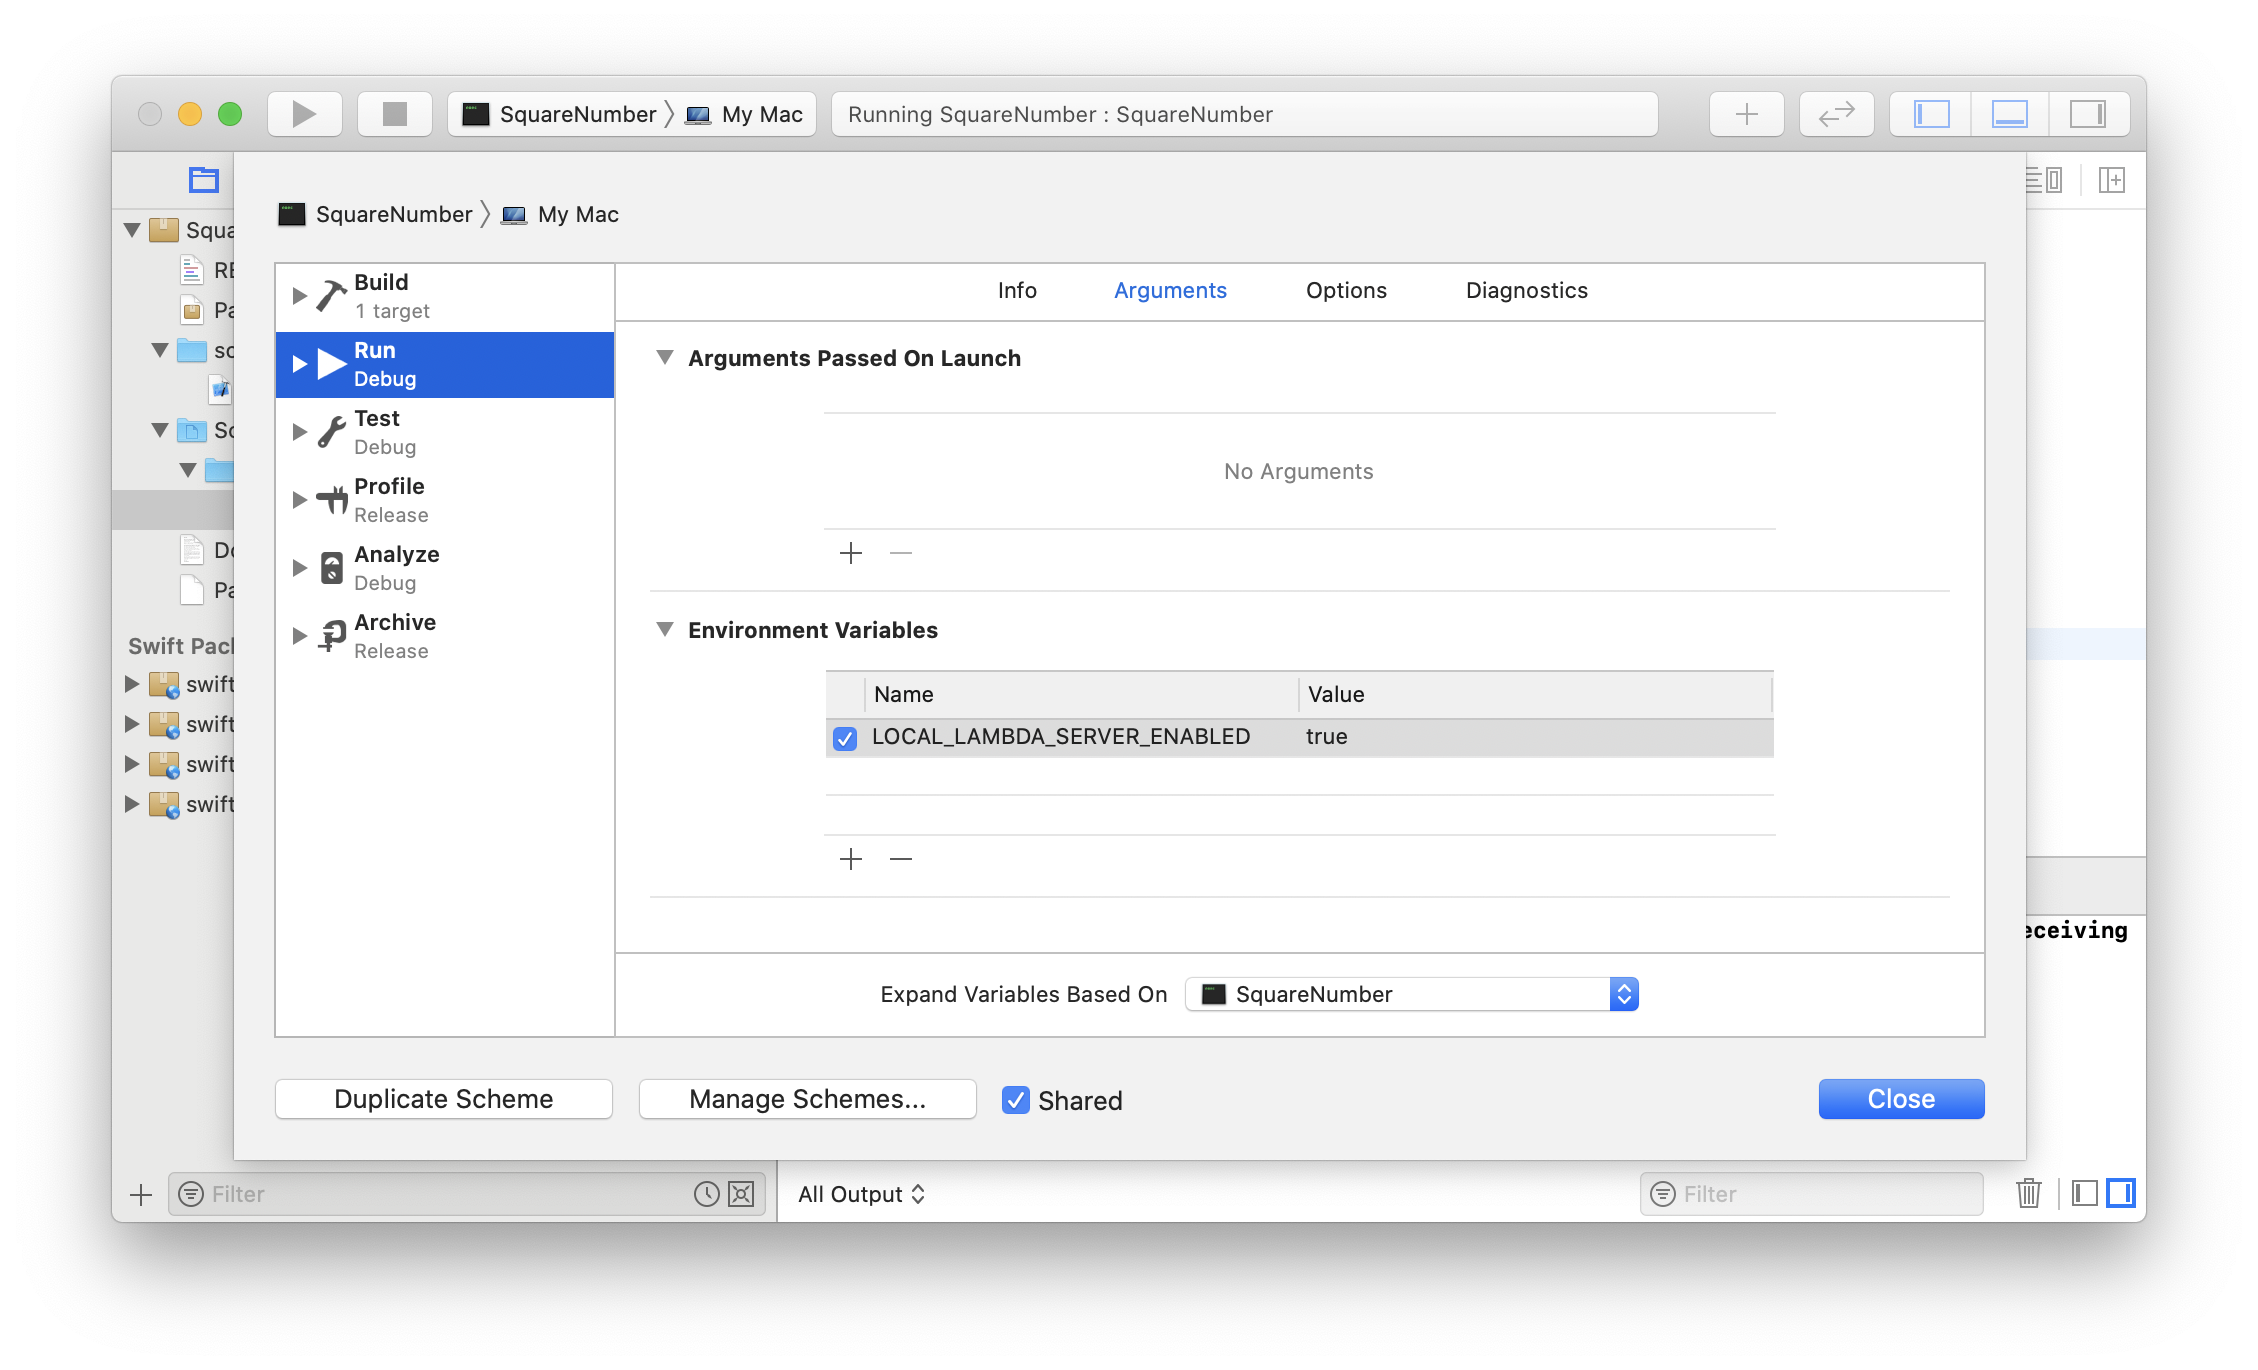 SquareNumber My Mac
Running SquareNumber : SquareNumber
SquareNumber My Mac
Build
1 target
Run
Debug
Test
Debug
Profile
Release
Analyze
Debug
Archive
Release
Info Arguments Options Diagnostics
Arguments Passed On Launch
No Arguments
Environment Variables
Name Value
LOCAL_LAMBDA_SERVER_ENABLED true
Expand Variables Based On SquareNumber
Duplicate Scheme Manage Schemes... Shared Close
Squa
RE
Pa
sc
Sc
Do
Pa
Swift Pack
swift
swift
swift
swift
eceiving
Filter
All Output
Filter